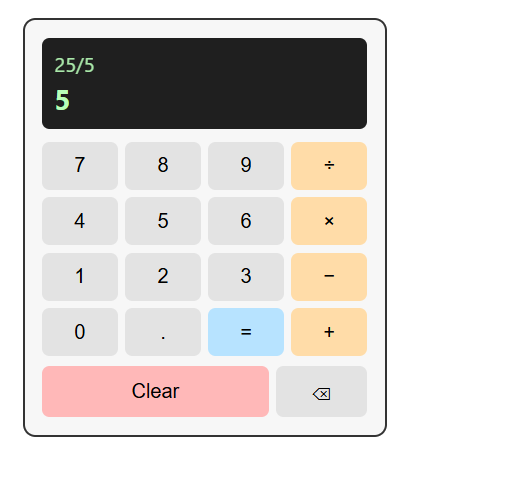 25/5
5
7 8 9 ÷
4 5 6 ×
1 2 3 −
0 . = +
Clear ⌫